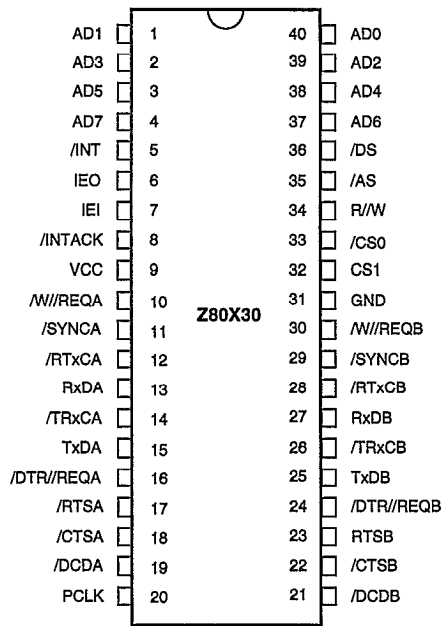 AD1 1 40 AD0
AD3 2 39 AD2
AD5 3 38 AD4
AD7 4 37 AD6
/INT 5 36 /DS
IEO 6 35 /AS
IEI 7 34 R//W
/INTACK 8 33 /CS0
VCC 9 32 CS1
/W//REQA 10 31 GND
Z80X30
/SYNCA 11 30 /W//REQB
/RTxCA 12 29 /SYNCB
RxDA 13 28 /RTxCB
/TRxCA 14 27 RxDB
TxDA 15 26 /TRxCB
/DTR//REQA 16 25 TxDB
/RTSA 17 24 /DTR//REQB
/CTSA 18 23 RTSB
/DCDA 19 22 /CTSB
PCLK 20 21 /DCDB